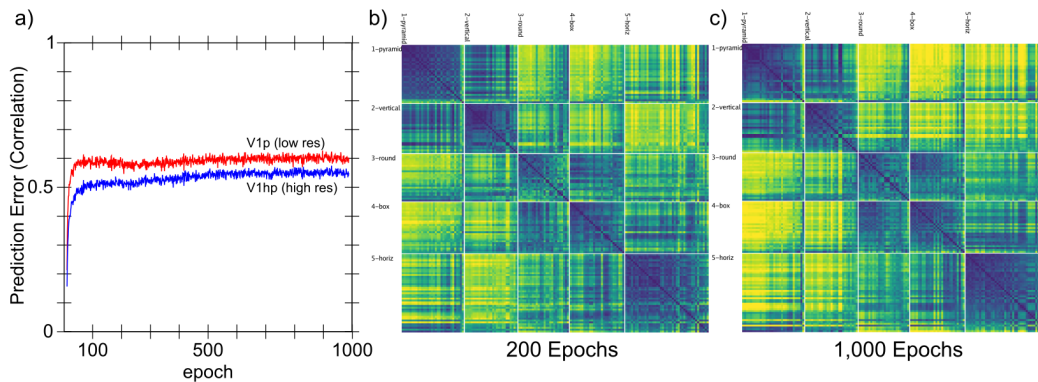 a)
Prediction Error (Correlation)
1
0.5
0
V1p (low res)
V1hp (high res)
100
500
1000
epoch
b)
1-pyramid
2-vertical
3-round
4-box
5-horiz
1-pyramid
2-vertical
3-round
4-box
5-horiz
200 Epochs
c)
1-pyramid
2-vertical
3-round
4-box
5-horiz
1-pyramid
2-vertical
3-round
4-box
5-horiz
1,000 Epochs